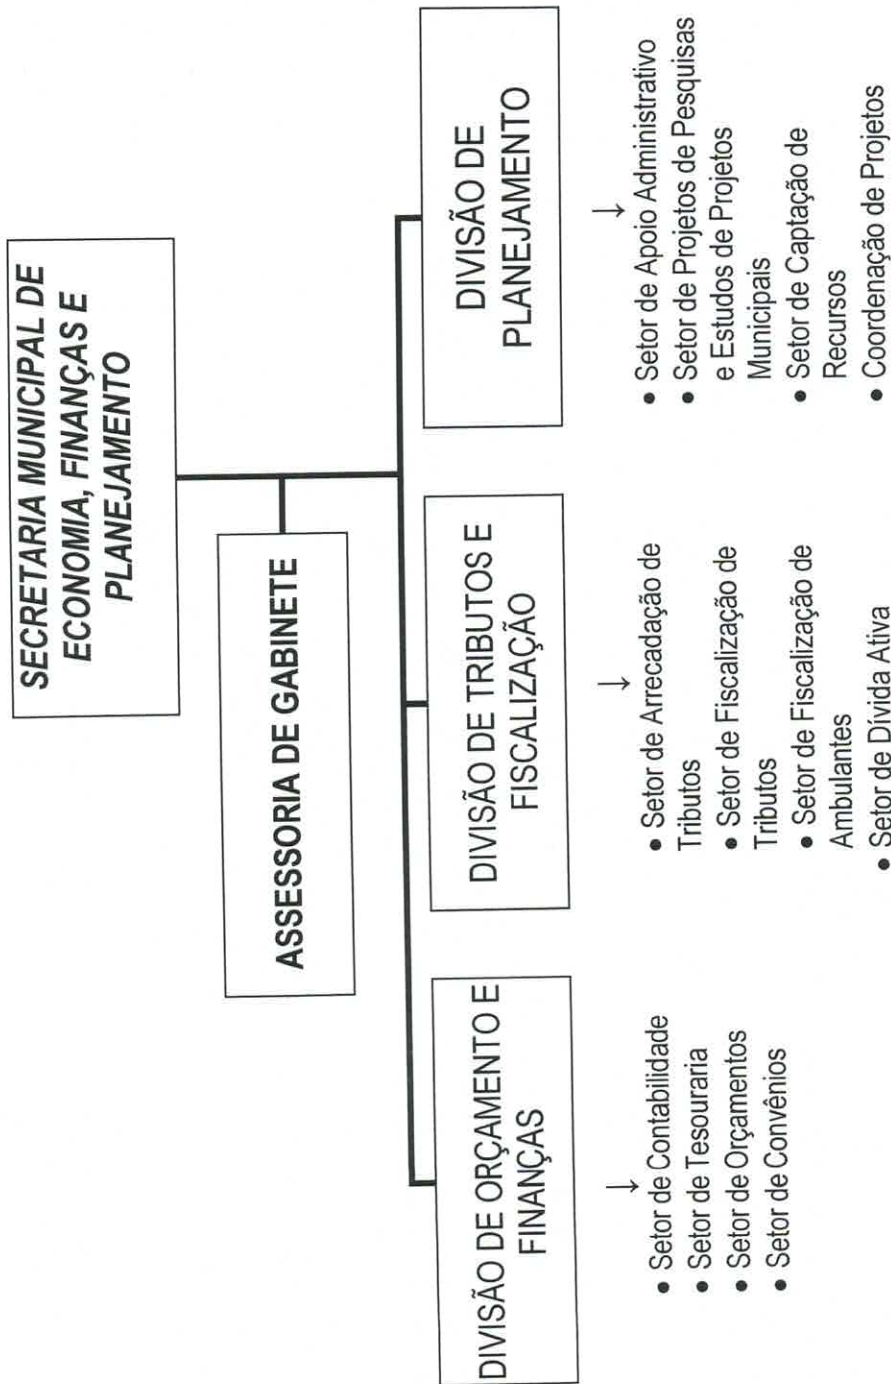 SECRETARIA MUNICIPAL DE
ECONOMIA, FINANÇAS E
PLANEJAMENTO
ASSESSORIA DE GABINETE
DIVISÃO DE ORÇAMENTO E
FINANÇAS
↓
• Setor de Contabilidade
• Setor de Tesouraria
• Setor de Orçamentos
• Setor de Convênios
DIVISÃO DE TRIBUTOS E
FISCALIZAÇÃO
↓
• Setor de Arrecadação de
Tributos
• Setor de Fiscalização de
Tributos
• Setor de Fiscalização de
Ambulantes
• Setor de Dívida Ativa
DIVISÃO DE
PLANEJAMENTO
↓
• Setor de Apoio Administrativo
• Setor de Projetos de Pesquisas
e Estudos de Projetos
Municipais
• Setor de Captação de
Recursos
• Coordenação de Projetos